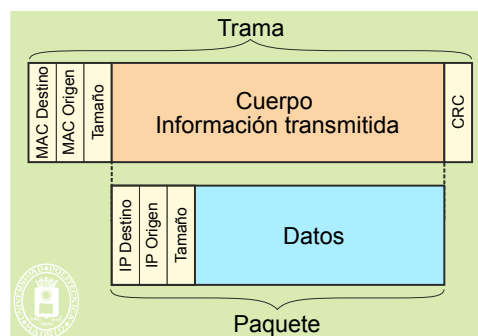 Trama
MAC Destino
MAC Origen
Tamaño
Cuerpo
Información transmitida
CRC
IP Destino
IP Origen
Tamaño
Datos
Paquete